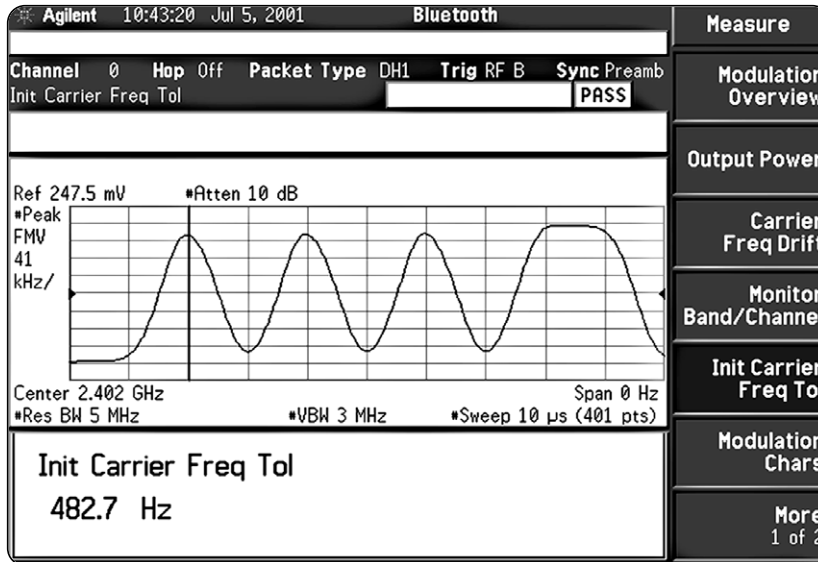 Agilent 10:43:20 Jul 5, 2001 Bluetooth
Measure
Channel 0 Hop Off Packet Type DH1 Trig RF B Sync Preamb
Init Carrier Freq Tol PASS
Modulation
Overview
Output Power
Ref 247.5 mV #Atten 10 dB
#Peak
FMV
41
kHz/
Carrier
Freq Drift
Monitor
Band/Channe
Init Carrier
Freq To
Center 2.402 GHz Span 0 Hz
#Res BW 5 MHz #VBW 3 MHz #Sweep 10 µs (401 pts)
Modulation
Chars
Init Carrier Freq Tol
482.7 Hz
More
1 of 2